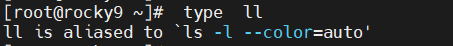 [root@rocky9 ~]#  type  ll
ll is aliased to `ls -l --color=auto'